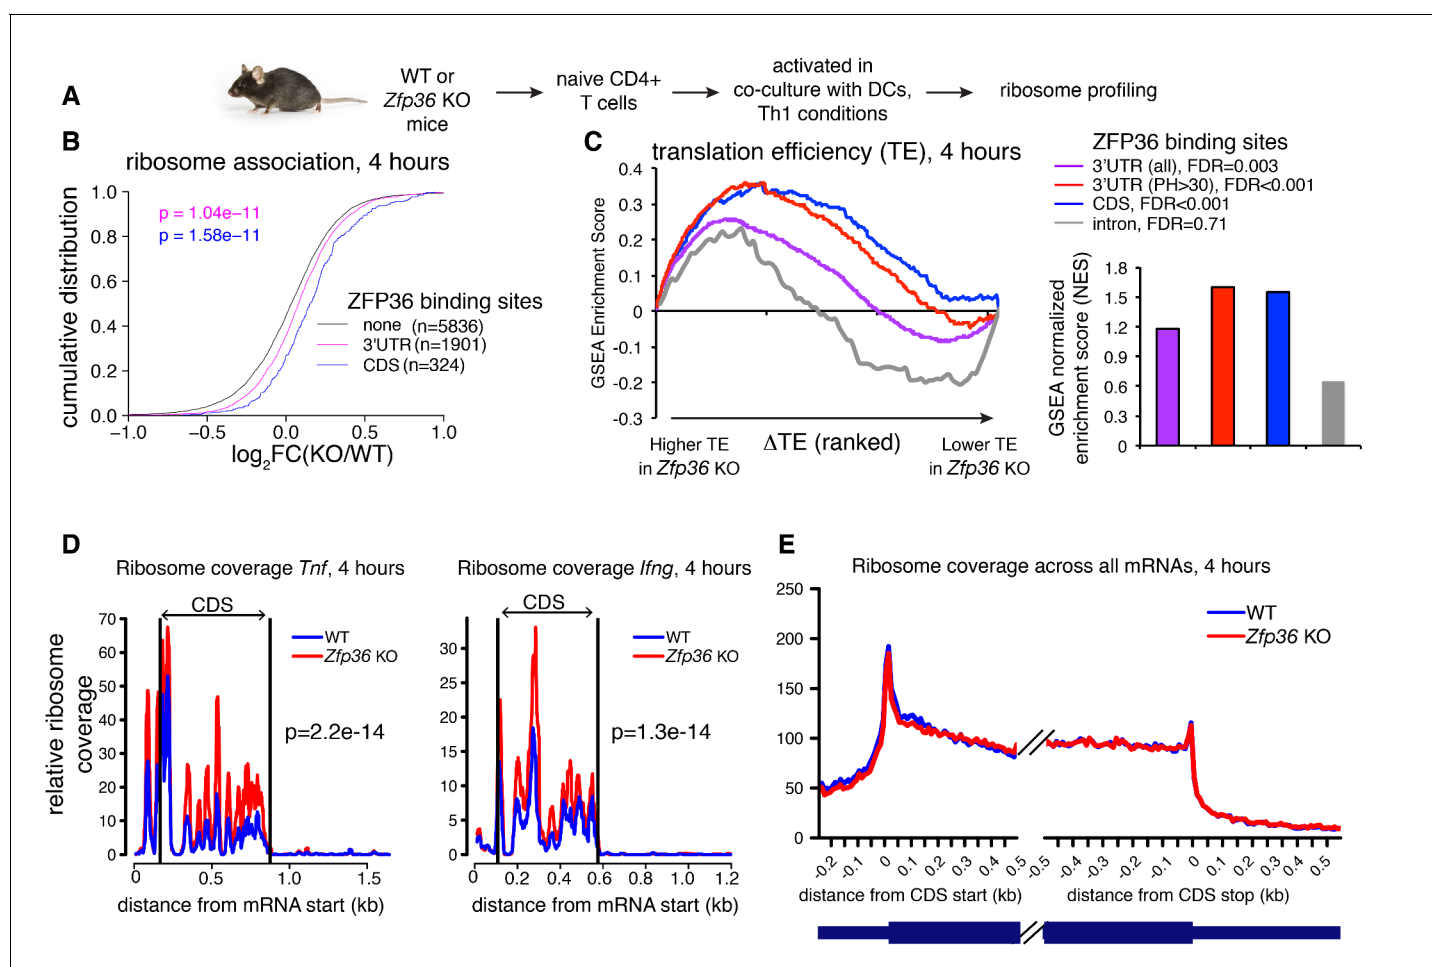 A
WT or
Zfp36 KO
mice
naive CD4+
T cells
activated in
co-culture with DCs,
Th1 conditions
ribosome profiling
B
ribosome association, 4 hours
cumulative distribution
1.0
0.8
0.6
0.4
0.2
0.0
p = 1.04e−11
p = 1.58e−11
ZFP36 binding sites
none (n=5836)
3'UTR (n=1901)
CDS (n=324)
−1.0 −0.5 0.0 0.5 1.0
log2FC(KO/WT)
C
translation efficiency (TE), 4 hours
GSEA Enrichment Score
0.4
0.3
0.2
0.1
0
-0.1
-0.2
-0.3
Higher TE
in Zfp36 KO
ΔTE (ranked)
Lower TE
in Zfp36 KO
ZFP36 binding sites
3'UTR (all), FDR=0.003
3'UTR (PH>30), FDR<0.001
CDS, FDR<0.001
intron, FDR=0.71
GSEA normalized
enrichment score (NES)
1.8
1.5
1.2
0.9
0.6
0.3
0
D
Ribosome coverage Tnf, 4 hours
relative ribosome
coverage
CDS
70
60
50
40
30
20
10
0
WT
Zfp36 KO
p=2.2e-14
0 0.5 1.0 1.5
distance from mRNA start (kb)
Ribosome coverage Ifng, 4 hours
CDS
30
25
20
15
10
5
0
WT
Zfp36 KO
p=1.3e-14
0 0.2 0.4 0.6 0.8 1.0 1.2
distance from mRNA start (kb)
E
Ribosome coverage across all mRNAs, 4 hours
250
200
150
100
50
0
WT
Zfp36 KO
-0.2 -0.1 0 0.1 0.2 0.3 0.4 0.5
-0.5 -0.4 -0.3 -0.2 -0.1 0 0.1 0.2 0.3 0.4 0.5
distance from CDS start (kb)
distance from CDS stop (kb)